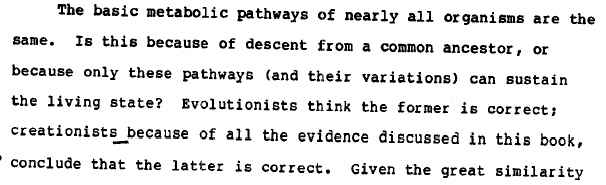 The basic metabolic pathways of nearly all organisms are the
same. Is this because of descent from a common ancestor, or
because only these pathways (and their variations) can sustain
the living state? Evolutionists think the former is correct;
creationists because of all the evidence discussed in this book,
conclude that the latter is correct. Given the great similarity